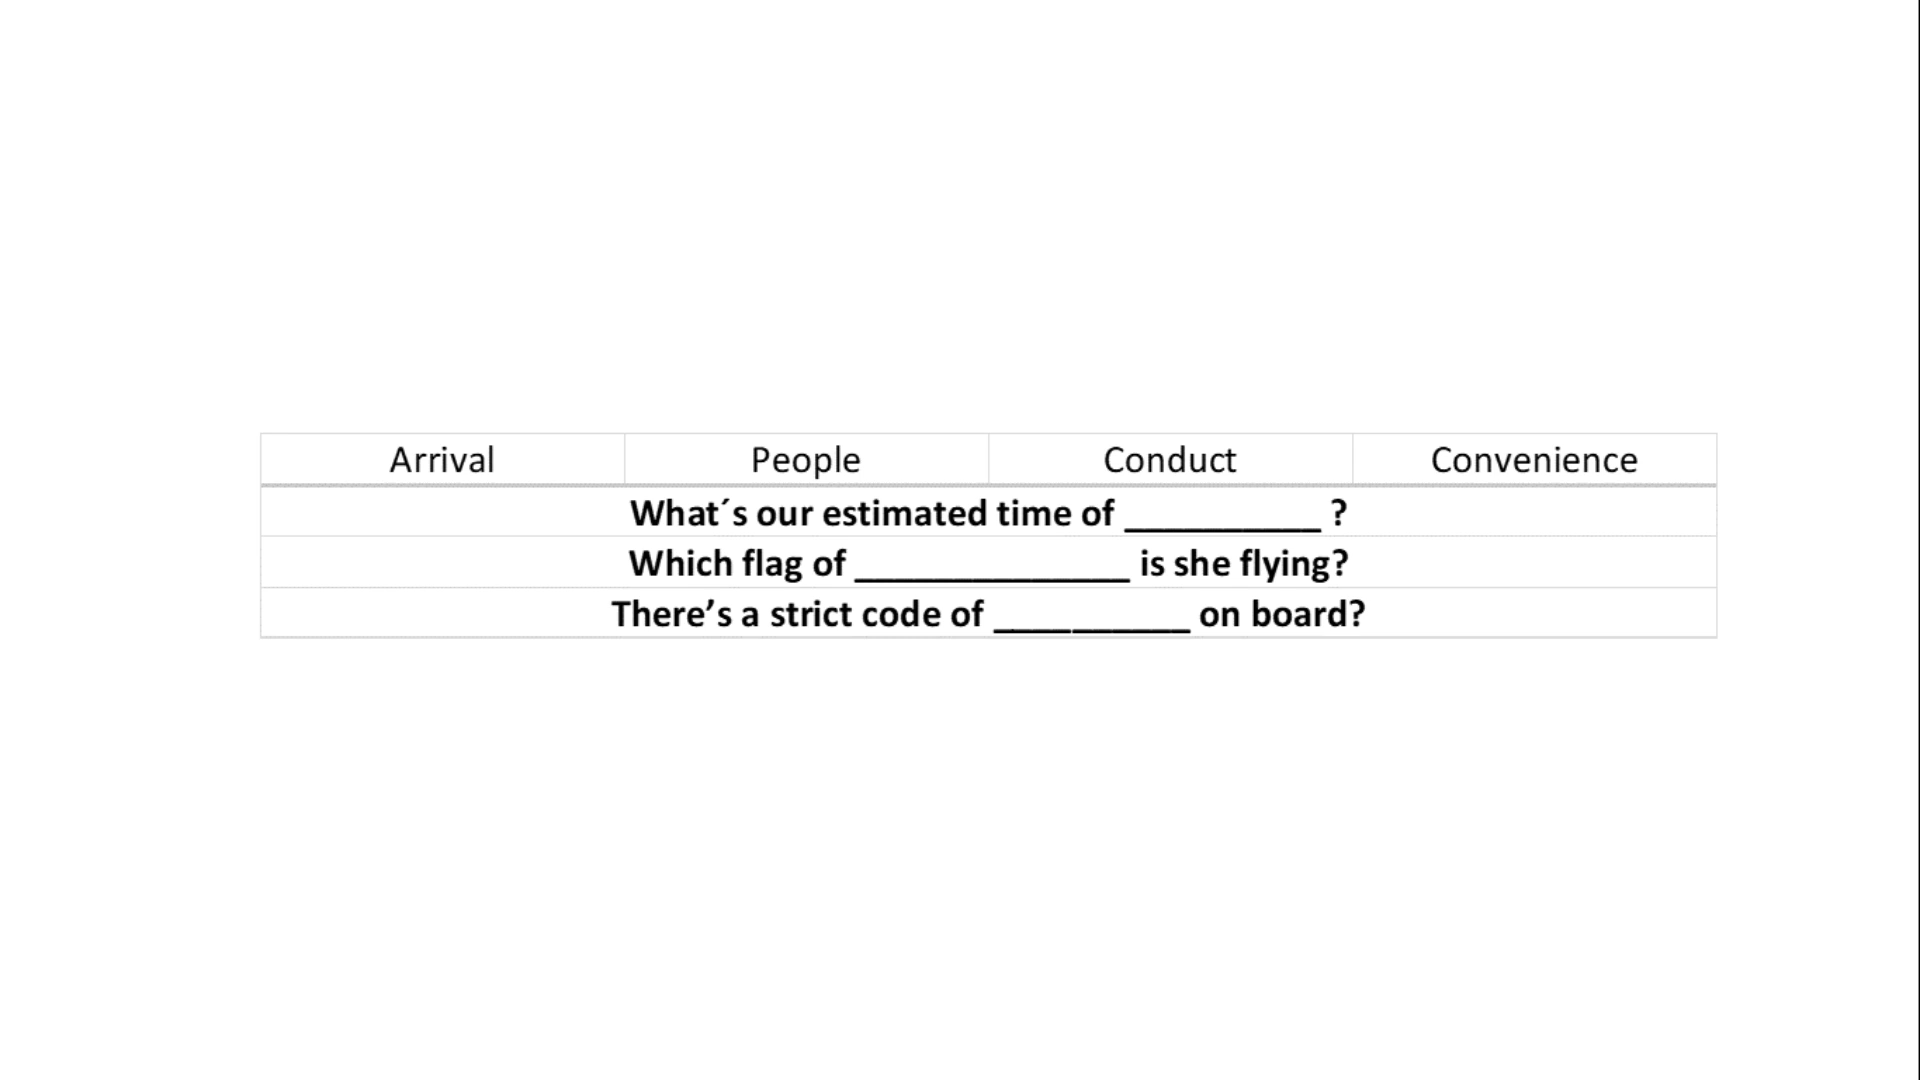 Arrival People Conduct Convenience
What´s our estimated time of __________ ?
Which flag of ______________ is she flying?
There’s a strict code of __________ on board?